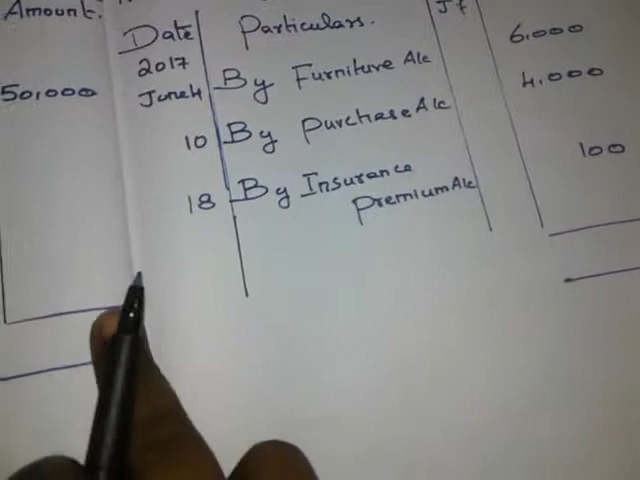 Amount.
Date Particulars. Jf
2017
50,000 June 4 By Furniture A/c 6,000
10 By Purchase A/c 4,000
18 By Insurance 100
Premium A/c